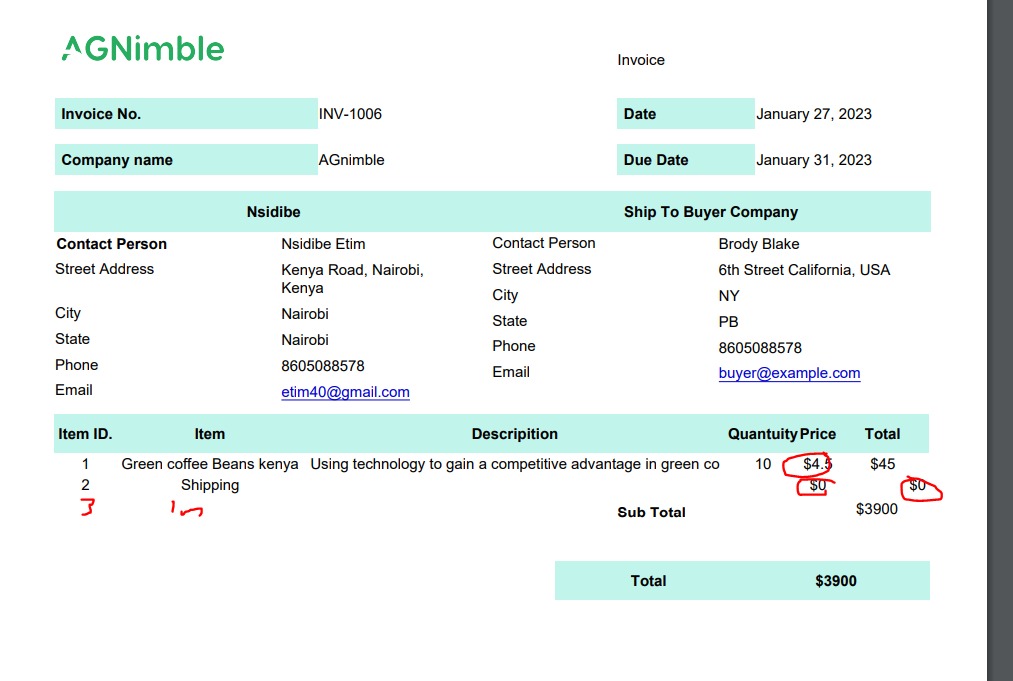 AGNimble
Invoice
Invoice No. INV-1006 Date January 27, 2023
Company name AGnimble Due Date January 31, 2023
Nsidibe Ship To Buyer Company
Contact Person Nsidibe Etim Contact Person Brody Blake
Street Address Kenya Road, Nairobi, Street Address 6th Street California, USA
Kenya
City Nairobi City NY
State Nairobi State PB
Phone 8605088578 Phone 8605088578
Email etim40@gmail.com Email buyer@example.com
Item ID. Item Descripition Quantuity Price Total
1 Green coffee Beans kenya Using technology to gain a competitive advantage in green co 10 $4.5 $45
2 Shipping $0 $0
3
Sub Total $3900
Total $3900